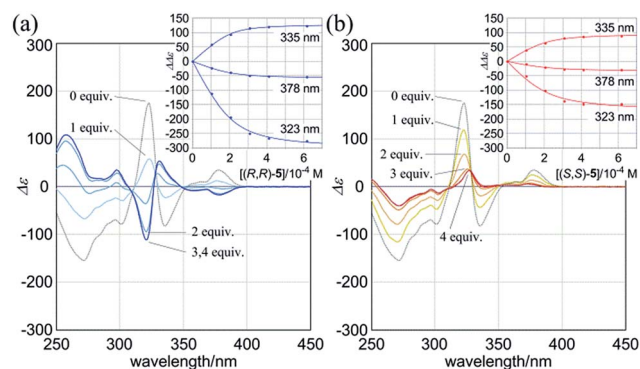 (a)
300
200
100
0
-100
-200
-300
Δε
250 300 350 400 450
wavelength/nm
0 equiv.
1 equiv.
2 equiv.
3,4 equiv.
150
100
50
0
-50
-100
-150
-200
-250
-300
ΔΔε
335 nm
378 nm
323 nm
0 2 4 6
[(R,R)-5]/10⁻⁴ M
(b)
300
200
100
0
-100
-200
-300
Δε
250 300 350 400 450
wavelength/nm
0 equiv.
1 equiv.
2 equiv.
3 equiv.
4 equiv.
150
100
50
0
-50
-100
-150
-200
-250
-300
ΔΔε
335 nm
378 nm
323 nm
0 2 4 6
[(S,S)-5]/10⁻⁴ M